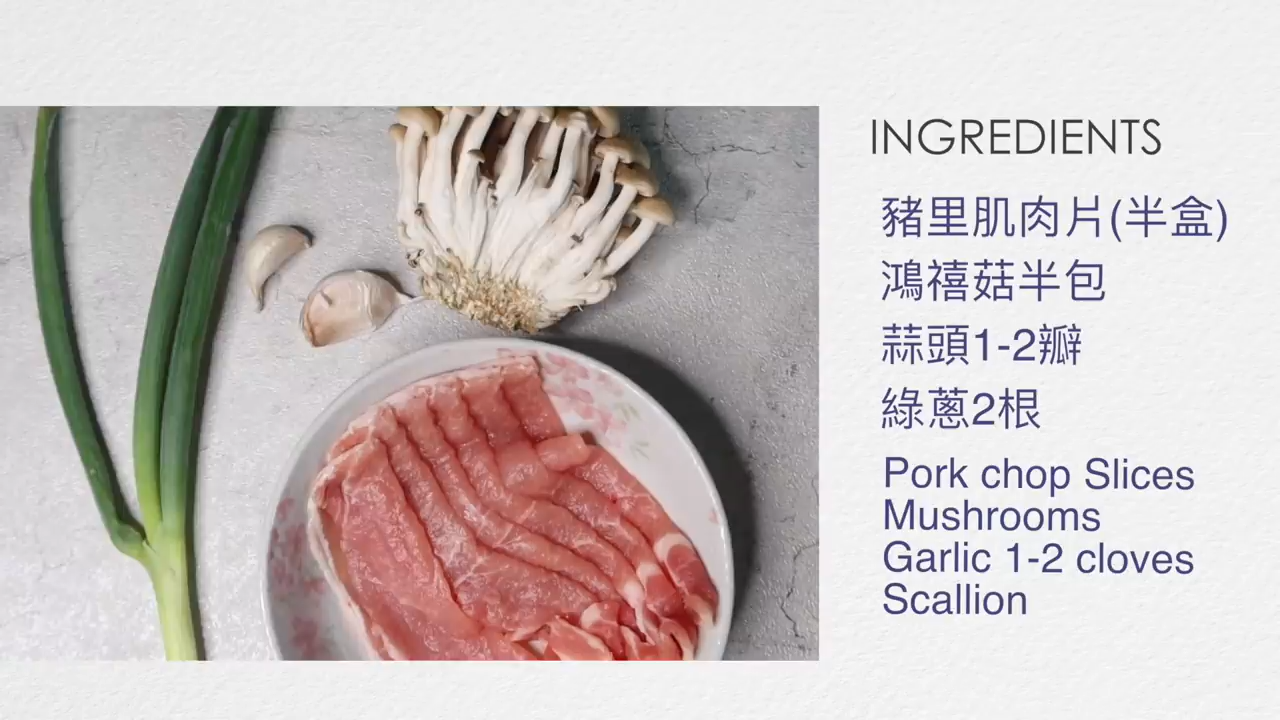 INGREDIENTS
豬里肌肉片(半盒)
鴻禧菇半包
蒜頭1-2瓣
綠蔥2根
Pork chop Slices
Mushrooms
Garlic 1-2 cloves
Scallion